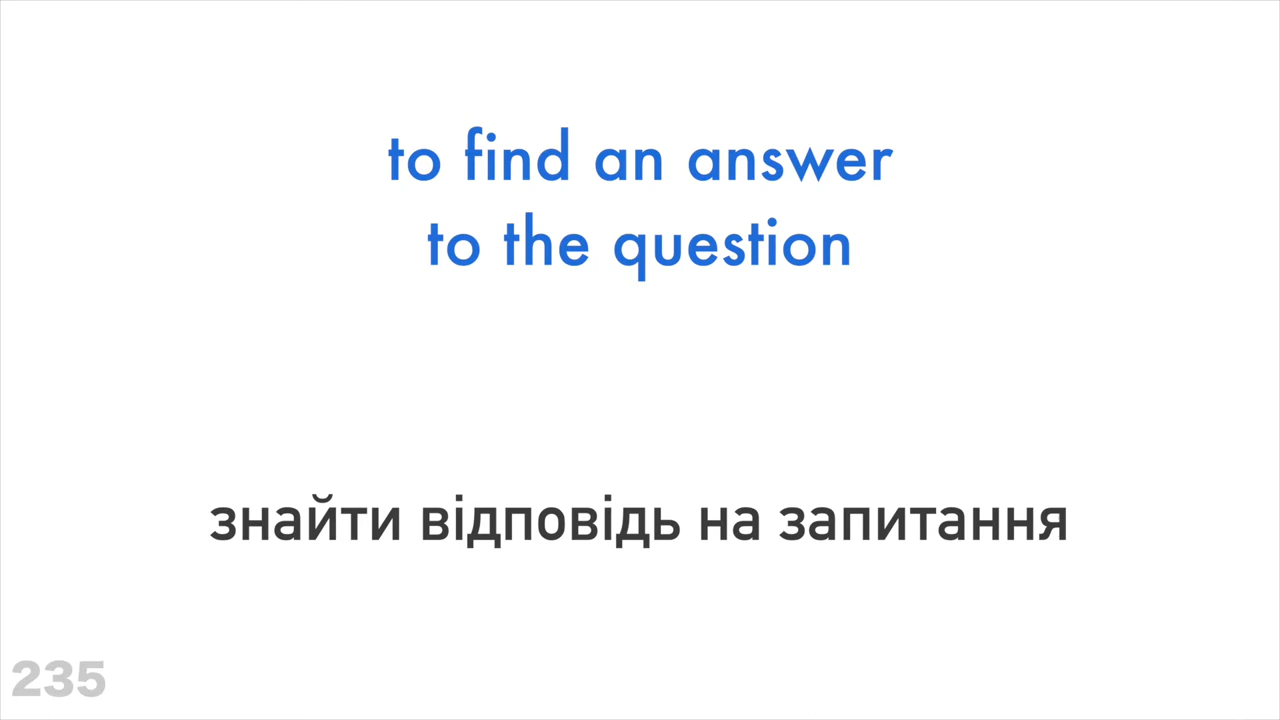 to find an answer
to the question
знайти відповідь на запитання
235